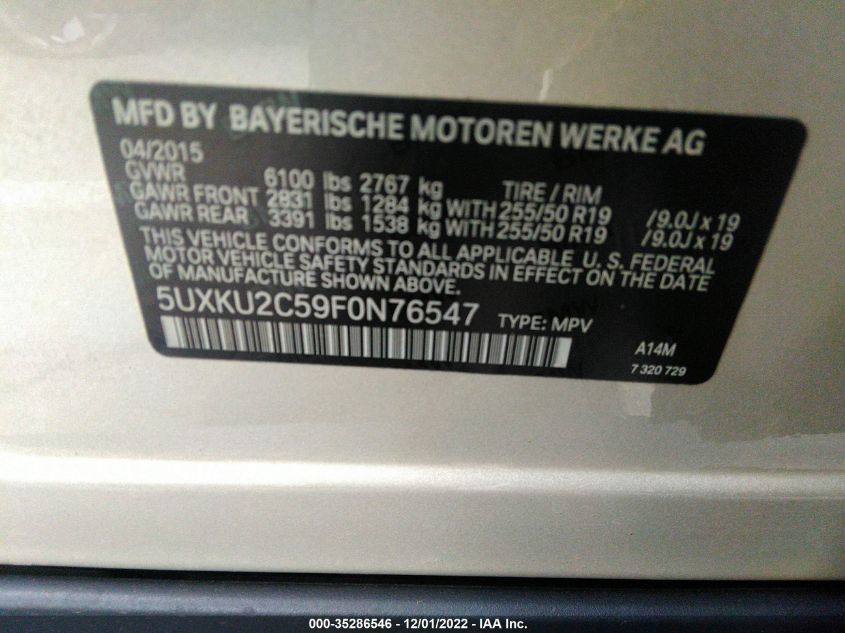 MFD BY BAYERISCHE MOTOREN WERKE AG
04/2015
GVWR 6100 lbs 2767 kg TIRE / RIM
GAWR FRONT 2831 lbs 1284 kg WITH 255/50 R19 /9.0J x 19
GAWR REAR 3391 lbs 1538 kg WITH 255/50 R19 /9.0J x 19
THIS VEHICLE CONFORMS TO ALL APPLICABLE U. S. FEDERAL
MOTOR VEHICLE SAFETY STANDARDS IN EFFECT ON THE DATE
OF MANUFACTURE SHOWN ABOVE.
5UXKU2C59F0N76547 TYPE: MPV
A14M
7 320 729
000-35286546 - 12/01/2022 - IAA Inc.